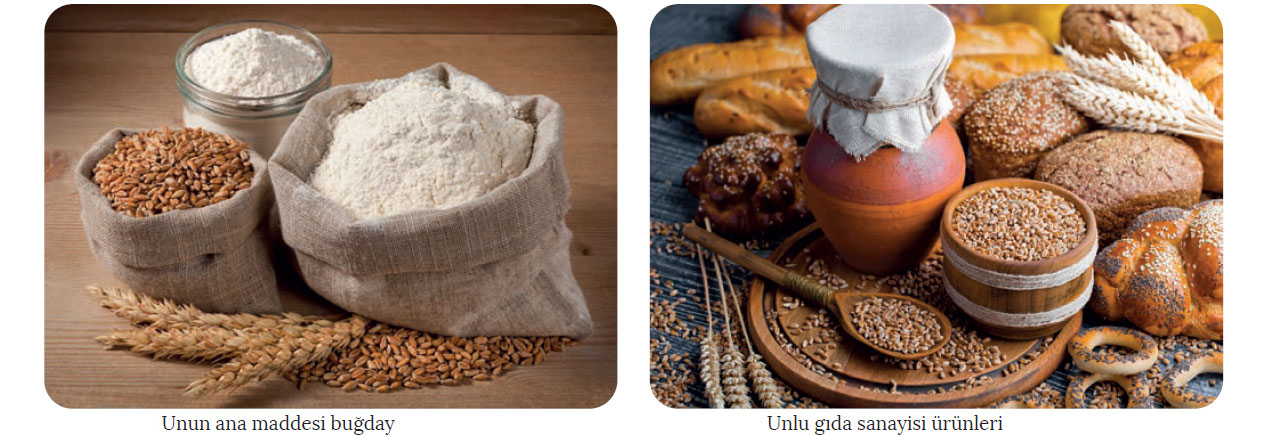 Unun ana maddesi buğday
Unlu gıda sanayisi ürünleri